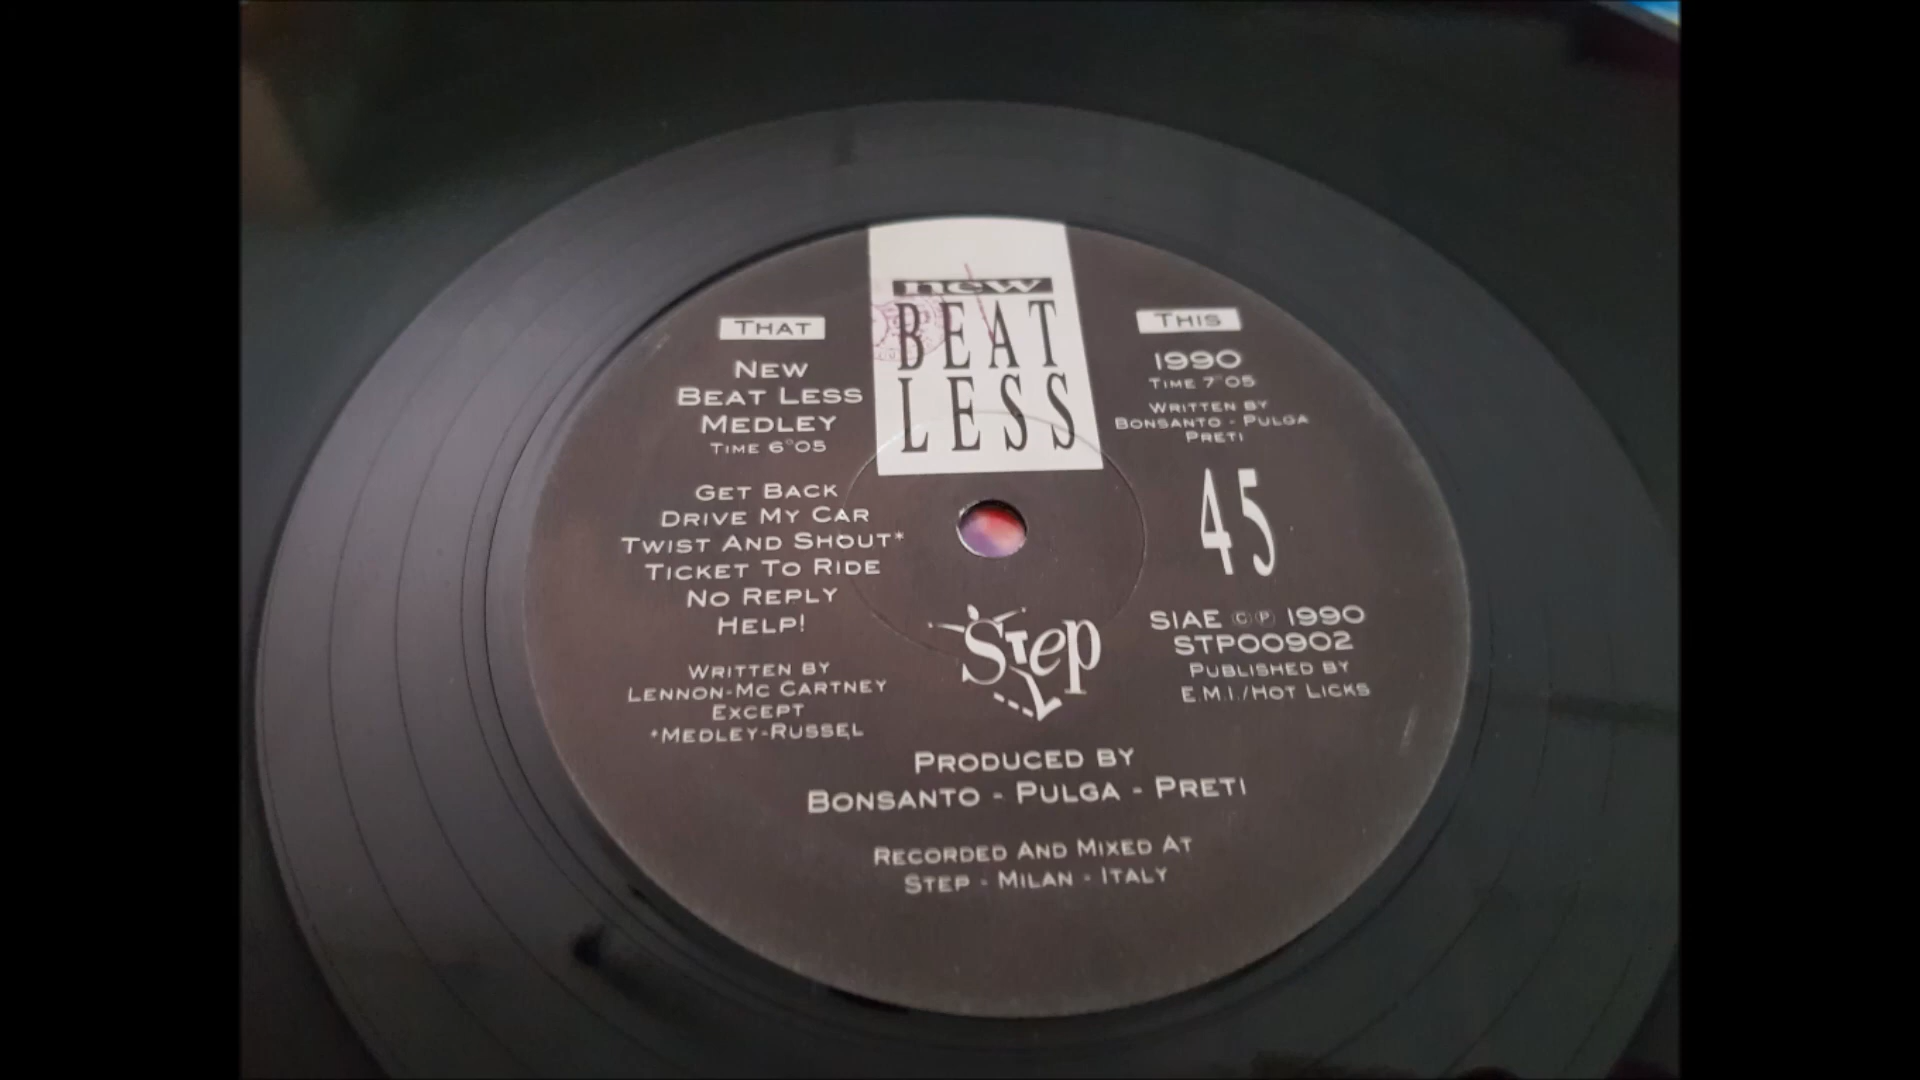 new
BEAT
LESS
THAT
NEW
BEAT LESS
MEDLEY
TIME 6°05
GET BACK
DRIVE MY CAR
TWIST AND SHOUT*
TICKET TO RIDE
NO REPLY
HELP!
WRITTEN BY
LENNON-MC CARTNEY
EXCEPT
*MEDLEY-RUSSEL
THIS
1990
TIME 7°05
WRITTEN BY
BONSANTO - PULGA
PRETI
45
SIAE © ℗ 1990
STP00902
PUBLISHED BY
E.M.I./HOT LICKS
Step
PRODUCED BY
BONSANTO - PULGA - PRETI
RECORDED AND MIXED AT
STEP - MILAN - ITALY